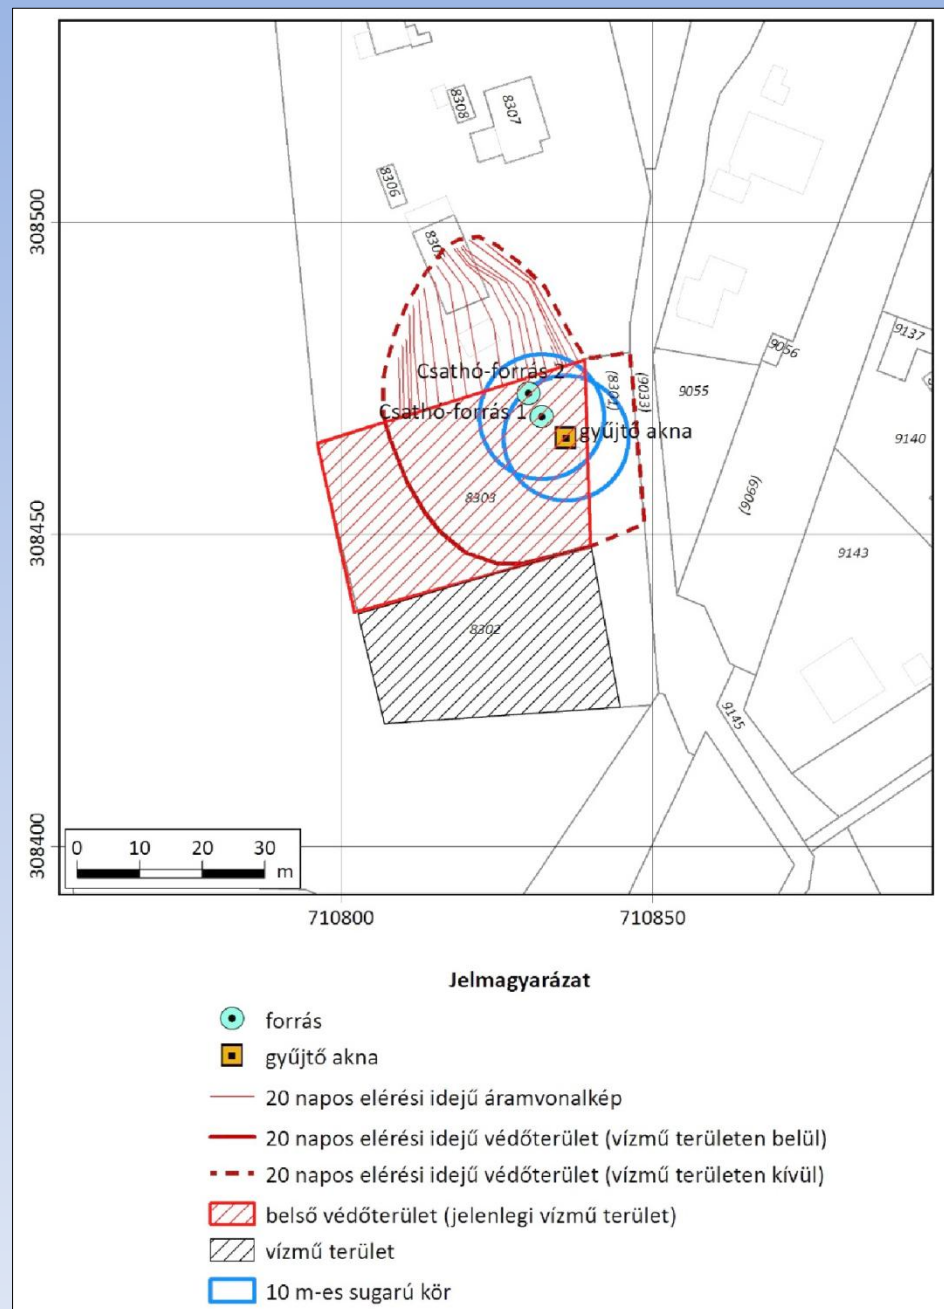 8308
8307
8306
308500
9137
9056
Csathó-forrás 2
(8301)
(9033)
9055
Csathó-forrás 1
gyűjtő akna
9140
(9069)
8303
308450
9143
8302
9145
308400
0 10 20 30
m
710800
710850
Jelmagyarázat
forrás
gyűjtő akna
20 napos elérési idejű áramvonalkép
20 napos elérési idejű védőterület (vízmű területen belül)
20 napos elérési idejű védőterület (vízmű területen kívül)
belső védőterület (jelenlegi vízmű terület)
vízmű terület
10 m-es sugarú kör